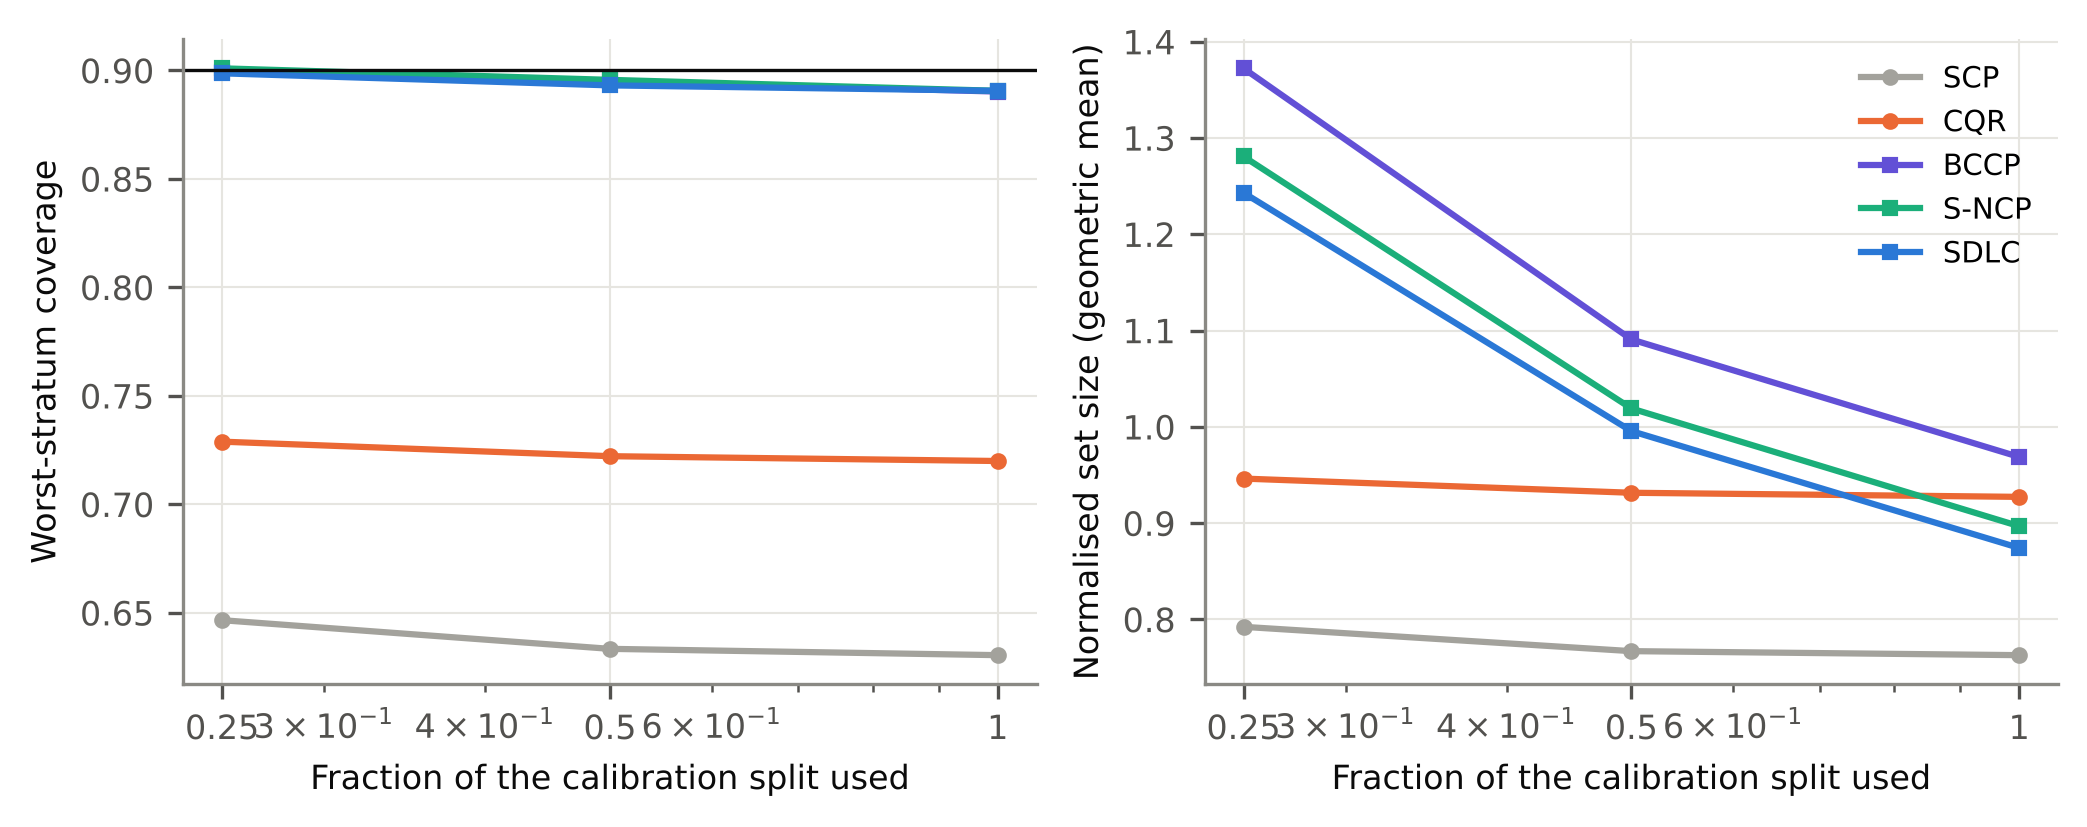 Worst-stratum coverage
0.90
0.85
0.80
0.75
0.70
0.65
0.25 3 × 10⁻¹ 4 × 10⁻¹ 0.5 6 × 10⁻¹ 1
Fraction of the calibration split used
Normalised set size (geometric mean)
1.4
1.3
1.2
1.1
1.0
0.9
0.8
SCP
CQR
BCCP
S-NCP
SDLC
0.25 3 × 10⁻¹ 4 × 10⁻¹ 0.5 6 × 10⁻¹ 1
Fraction of the calibration split used